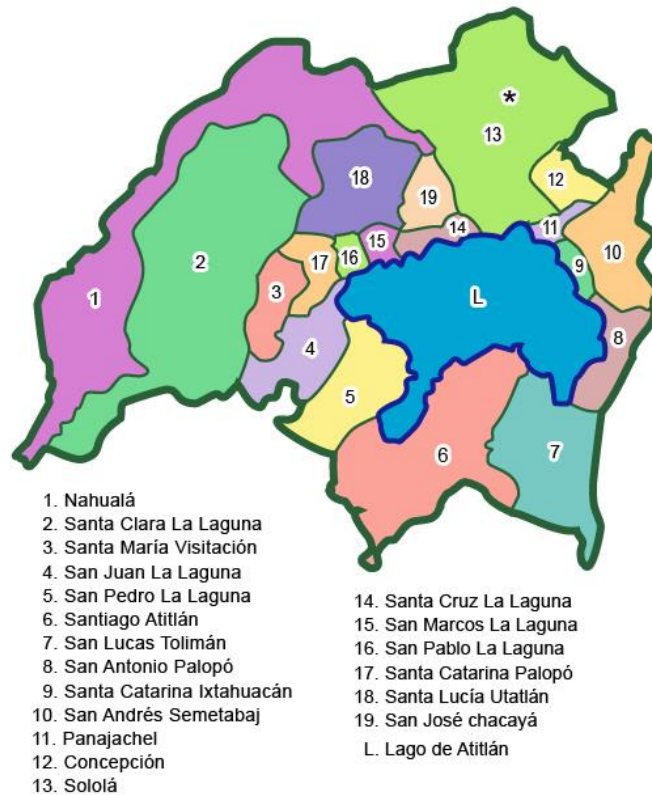 *
13
18
19
12
14
11
15
10
16
17
2
9
3
L
1
4
8
5
6
7
1. Nahualá
2. Santa Clara La Laguna
3. Santa María Visitación
4. San Juan La Laguna
5. San Pedro La Laguna
6. Santiago Atitlán
7. San Lucas Tolimán
8. San Antonio Palopó
9. Santa Catarina Ixtahuacán
10. San Andrés Semetabaj
11. Panajachel
12. Concepción
13. Sololá
14. Santa Cruz La Laguna
15. San Marcos La Laguna
16. San Pablo La Laguna
17. Santa Catarina Palopó
18. Santa Lucía Utatlán
19. San José chacayá
L. Lago de Atitlán